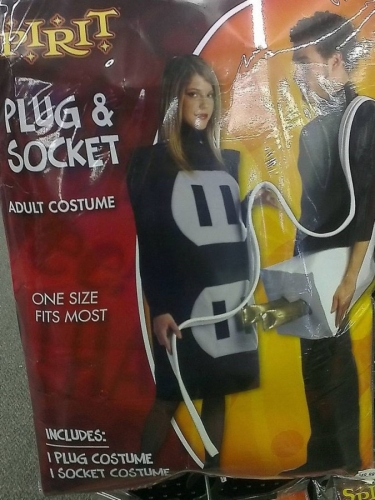 SPIRIT
PLUG &
SOCKET
ADULT COSTUME
ONE SIZE
FITS MOST
INCLUDES:
1 PLUG COSTUME
1 SOCKET COSTUME